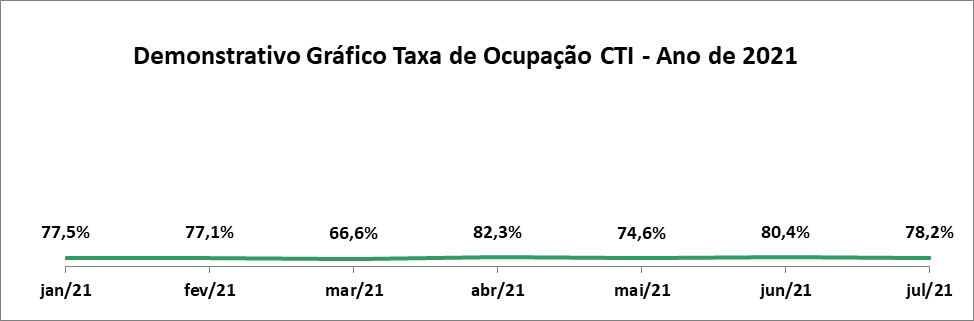 Demonstrativo Gráfico Taxa de Ocupação CTI - Ano de 2021
77,5% 77,1% 66,6% 82,3% 74,6% 80,4% 78,2%
jan/21 fev/21 mar/21 abr/21 mai/21 jun/21 jul/21